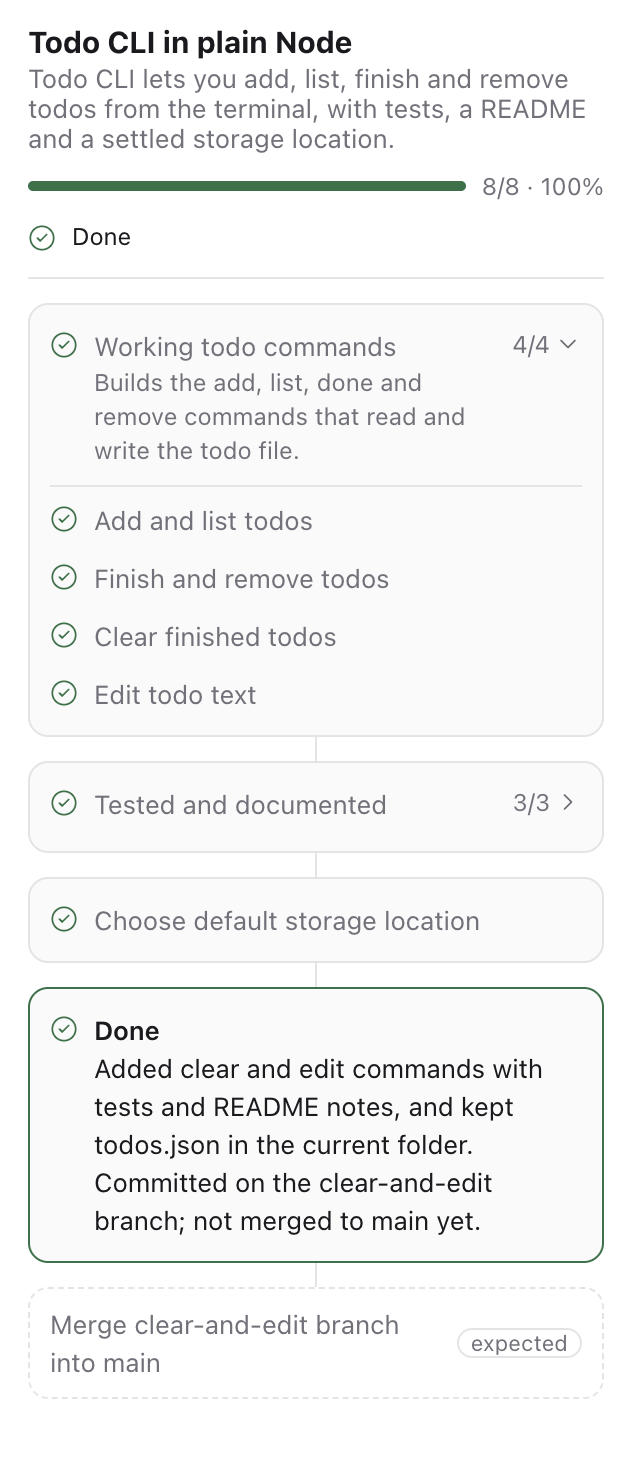 Todo CLI in plain Node
Todo CLI lets you add, list, finish and remove
todos from the terminal, with tests, a README
and a settled storage location.
8/8 · 100%
Done
Working todo commands
4/4
Builds the add, list, done and
remove commands that read and
write the todo file.
Add and list todos
Finish and remove todos
Clear finished todos
Edit todo text
Tested and documented
3/3
Choose default storage location
Done
Added clear and edit commands with
tests and README notes, and kept
todos.json in the current folder.
Committed on the clear-and-edit
branch; not merged to main yet.
Merge clear-and-edit branch
into main
expected